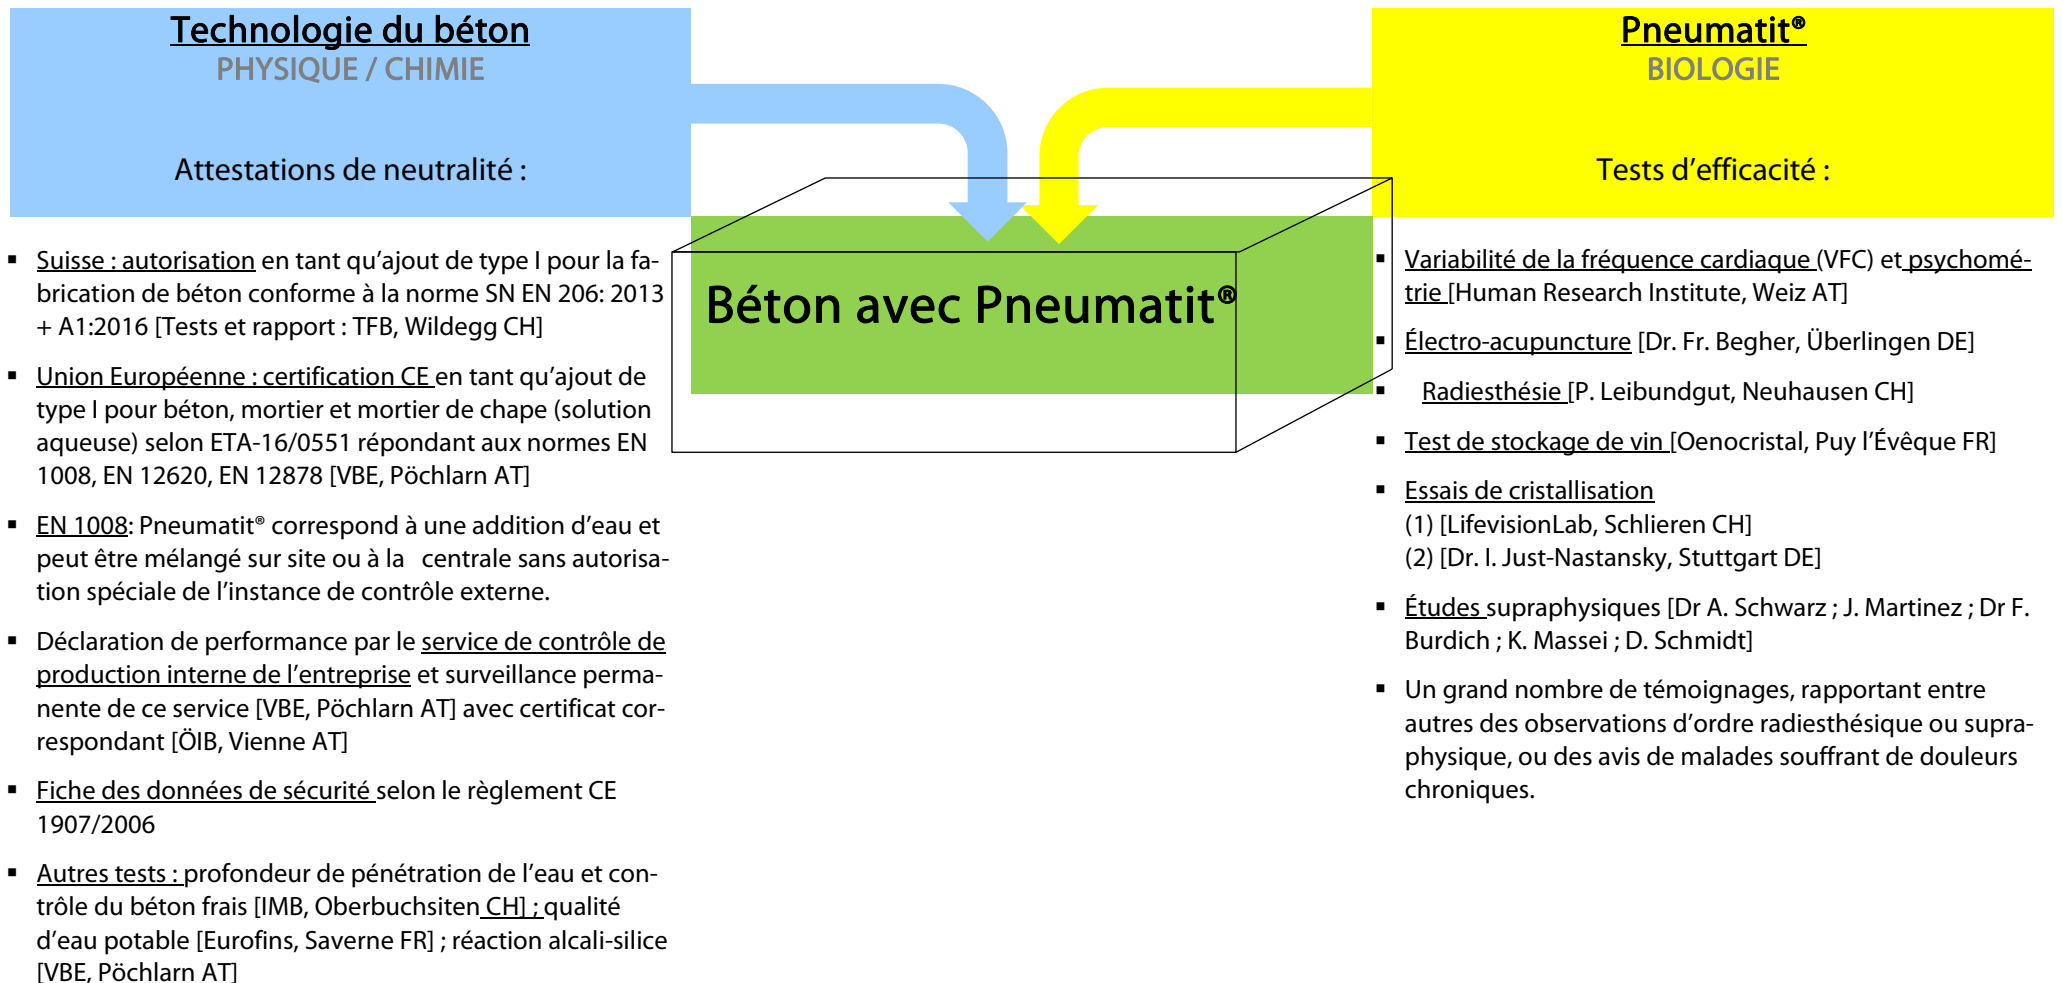 Technologie du béton
PHYSIQUE / CHIMIE
Attestations de neutralité :
▪ Suisse : autorisation en tant qu’ajout de type I pour la fa-
brication de béton conforme à la norme SN EN 206: 2013
+ A1:2016 [Tests et rapport : TFB, Wildegg CH]
▪ Union Européenne : certification CE en tant qu’ajout de
type I pour béton, mortier et mortier de chape (solution
aqueuse) selon ETA-16/0551 répondant aux normes EN
1008, EN 12620, EN 12878 [VBE, Pöchlarn AT]
▪ EN 1008: Pneumatit® correspond à une addition d’eau et
peut être mélangé sur site ou à la centrale sans autorisa-
tion spéciale de l’instance de contrôle externe.
▪ Déclaration de performance par le service de contrôle de
production interne de l’entreprise et surveillance perma-
nente de ce service [VBE, Pöchlarn AT] avec certificat cor-
respondant [ÖIB, Vienne AT]
▪ Fiche des données de sécurité selon le règlement CE
1907/2006
▪ Autres tests : profondeur de pénétration de l’eau et con-
trôle du béton frais [IMB, Oberbuchsiten CH] ; qualité
d’eau potable [Eurofins, Saverne FR] ; réaction alcali-silice
[VBE, Pöchlarn AT]
Béton avec Pneumatit®
Pneumatit®
BIOLOGIE
Tests d’efficacité :
▪ Variabilité de la fréquence cardiaque (VFC) et psychomé-
trie [Human Research Institute, Weiz AT]
▪ Électro-acupuncture [Dr. Fr. Begher, Überlingen DE]
▪ Radiesthésie [P. Leibundgut, Neuhausen CH]
▪ Test de stockage de vin [Oenocristal, Puy l’Évêque FR]
▪ Essais de cristallisation
(1) [LifevisionLab, Schlieren CH]
(2) [Dr. I. Just-Nastansky, Stuttgart DE]
▪ Études supraphysiques [Dr A. Schwarz ; J. Martinez ; Dr F.
Burdich ; K. Massei ; D. Schmidt]
▪ Un grand nombre de témoignages, rapportant entre
autres des observations d’ordre radiesthésique ou supra-
physique, ou des avis de malades souffrant de douleurs
chroniques.